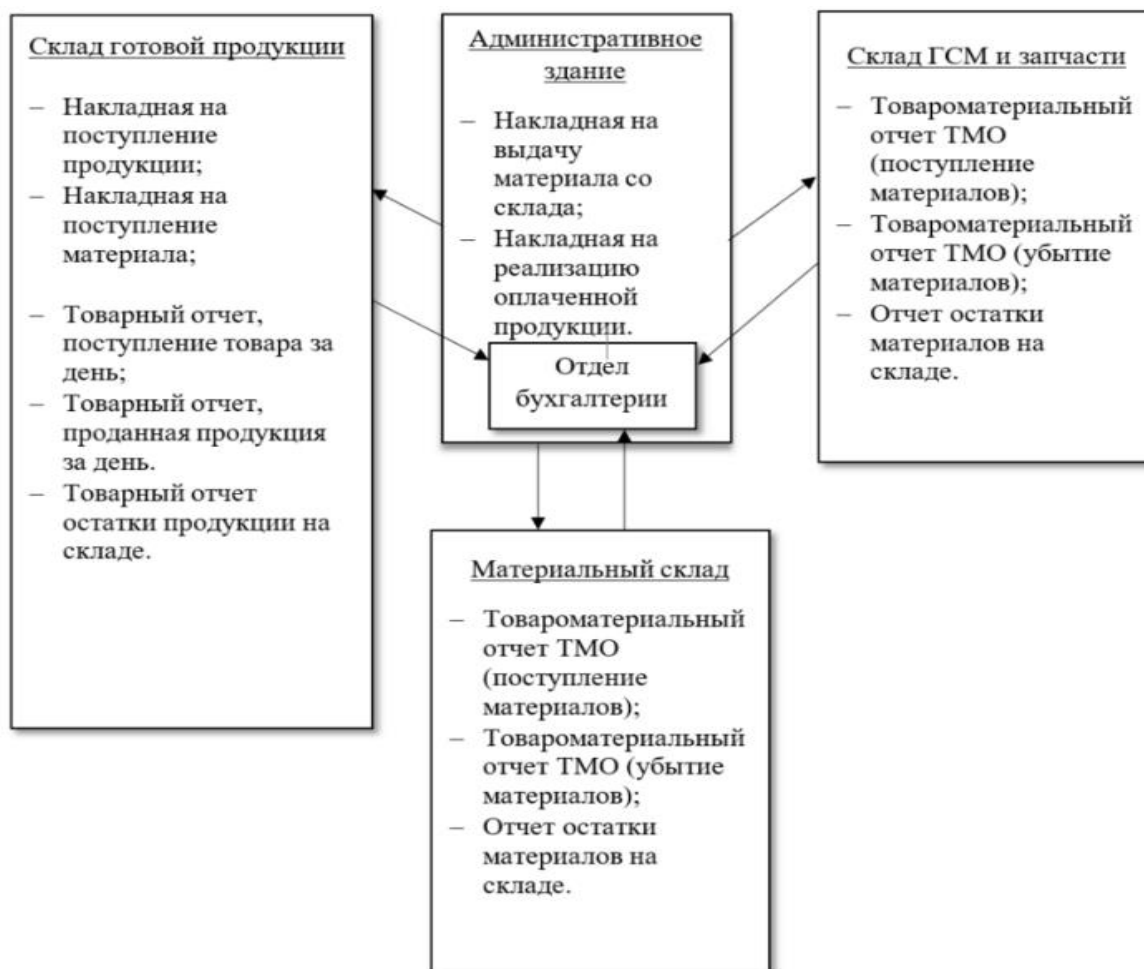 Склад готовой продукции
– Накладная на
поступление
продукции;
– Накладная на
поступление
материала;
– Товарный отчет,
поступление товара за
день;
– Товарный отчет,
проданная продукция
за день.
– Товарный отчет
остатки продукции на
складе.
Административное
здание
– Накладная на
выдачу
материала со
склада;
– Накладная на
реализацию
оплаченной
продукции.
Отдел
бухгалтерии
Склад ГСМ и запчасти
– Товароматериальный
отчет ТМО
(поступление
материалов);
– Товароматериальный
отчет ТМО (убытие
материалов);
– Отчет остатки
материалов на
складе.
Материальный склад
– Товароматериальный
отчет ТМО
(поступление
материалов);
– Товароматериальный
отчет ТМО (убытие
материалов);
– Отчет остатки
материалов на
складе.